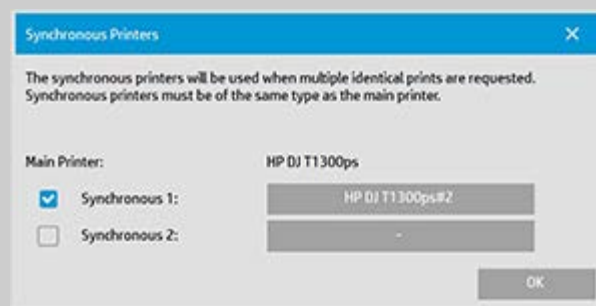 Synchronous Printers
The synchronous printers will be used when multiple identical prints are requested.
Synchronous printers must be of the same type as the main printer.
Main Printer: HP DJ T1300ps
Synchronous 1: HP DJ T1300ps#2
Synchronous 2: -
OK